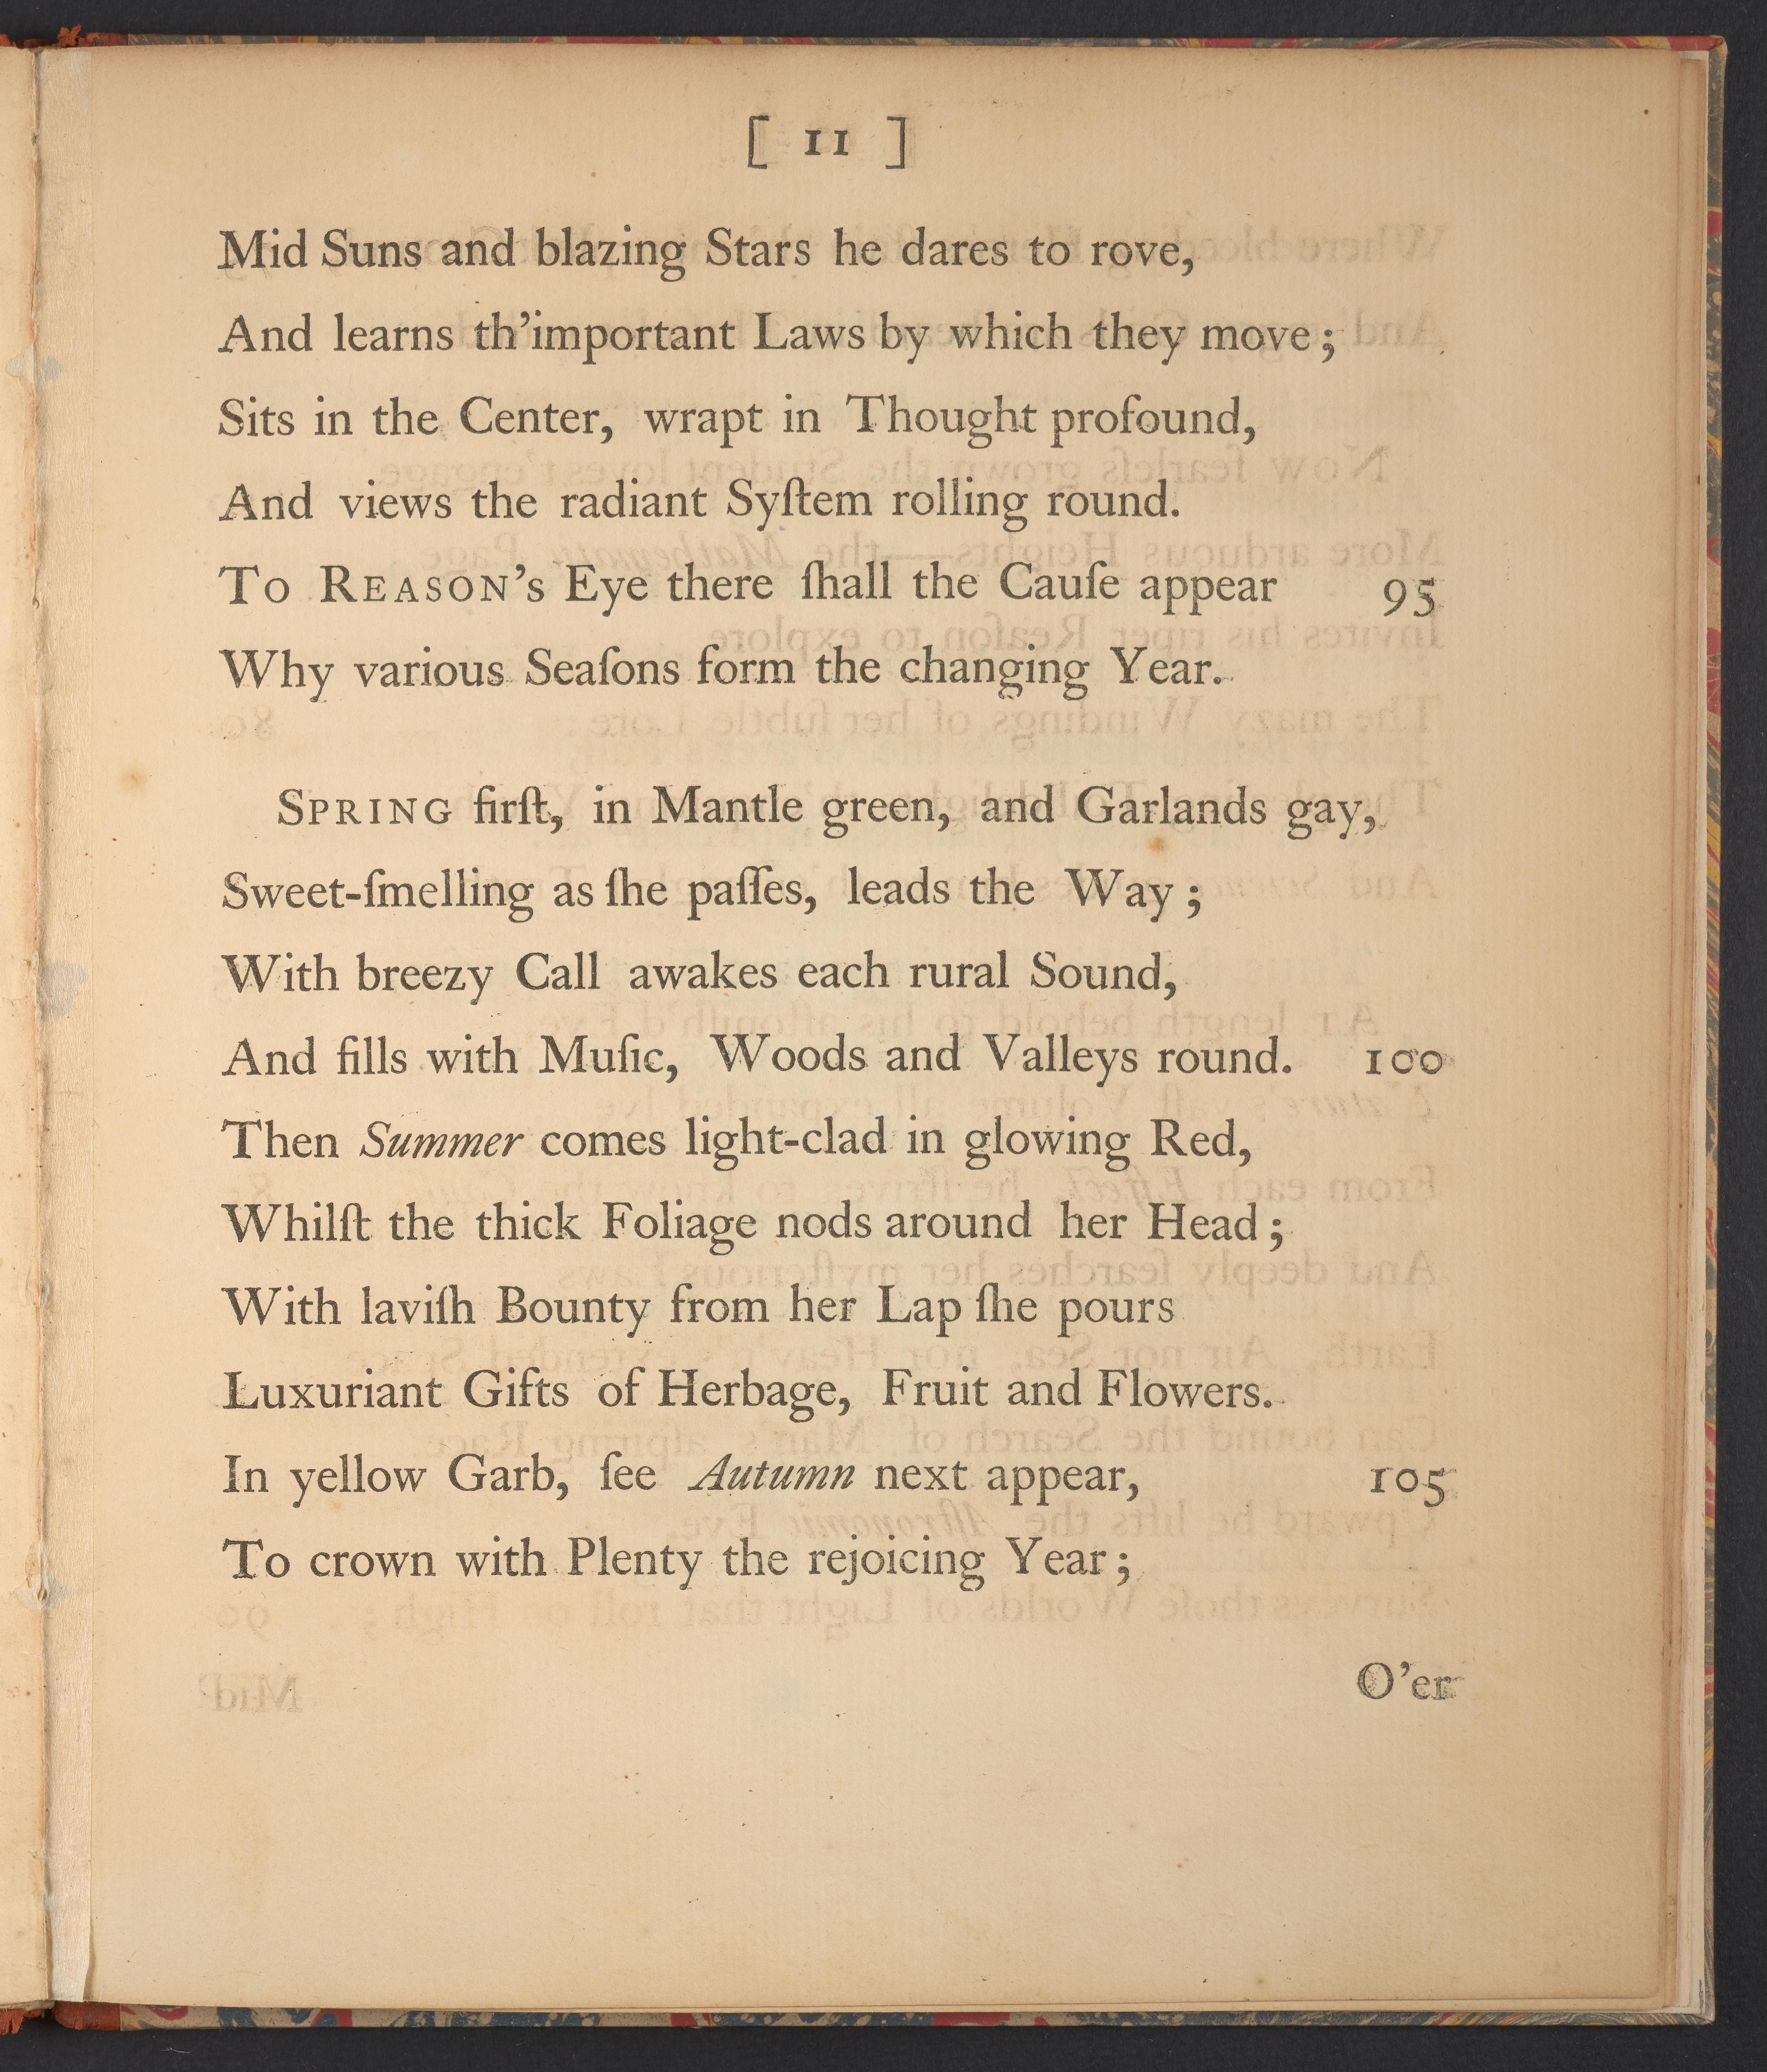 [ 11 ]
Mid Suns and blazing Stars he dares to rove,
And learns th'important Laws by which they move;
Sits in the Center, wrapt in Thought profound,
And views the radiant Syſtem rolling round.
To REASON's Eye there ſhall the Cauſe appear 95
Why various Seaſons form the changing Year.
SPRING firſt, in Mantle green, and Garlands gay,
Sweet-ſmelling as ſhe paſſes, leads the Way;
With breezy Call awakes each rural Sound,
And fills with Muſic, Woods and Valleys round. 100
Then Summer comes light-clad in glowing Red,
Whilſt the thick Foliage nods around her Head;
With laviſh Bounty from her Lap ſhe pours
Luxuriant Gifts of Herbage, Fruit and Flowers.
In yellow Garb, ſee Autumn next appear, 105
To crown with Plenty the rejoicing Year;
O'er